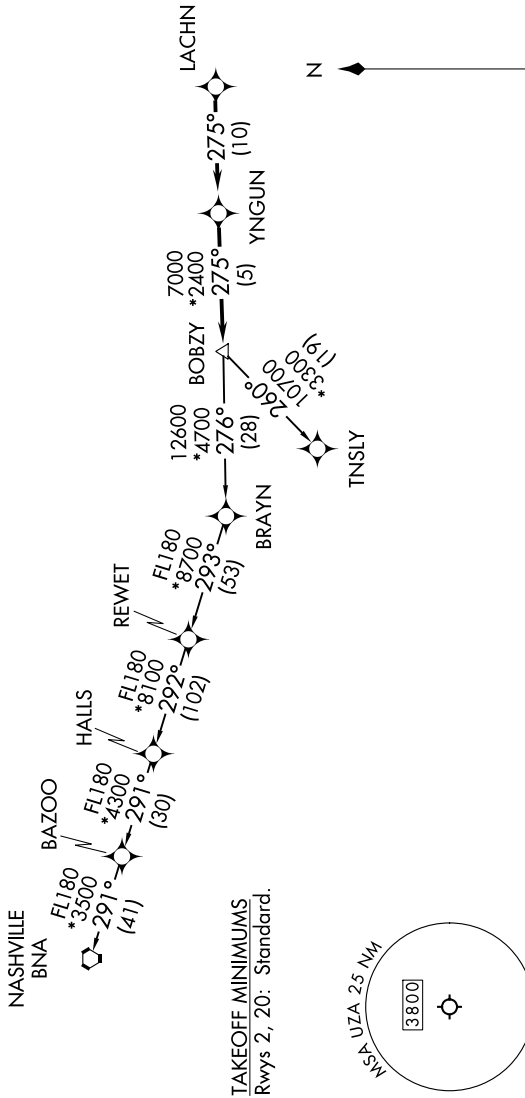 NASHVILLE
BNA
FL180
*3500
291°
(41)
BAZOO
FL180
*4300
291°
(30)
HALLS
FL180
*8100
292°
(102)
REWET
FL180
*8700
293°
(53)
BRAYN
12600
*4700
276°
(28)
BOBZY
7000
*2400
275°
(5)
YNGUN
275°
(10)
LACHN
260°
10700
*3300
(19)
TNSLY
N
TAKEOFF MINIMUMS
Rwys 2, 20: Standard.
MSA UZA 25 NM
3800